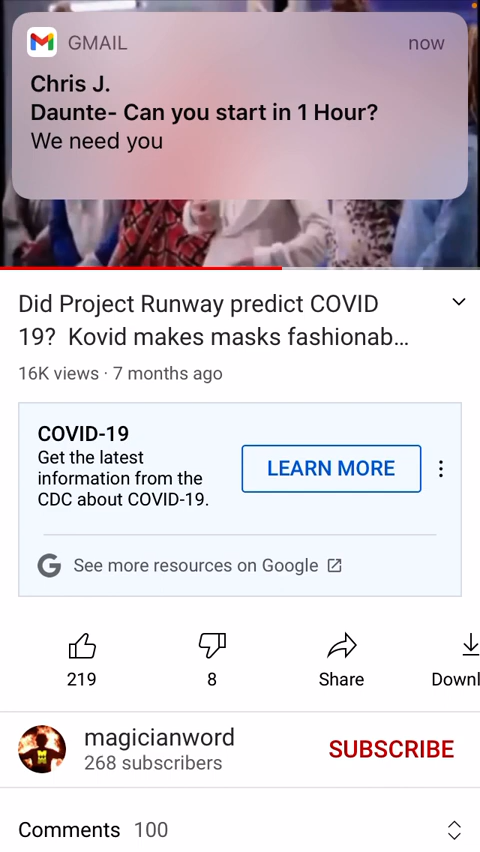 GMAIL now
Chris J.
Daunte- Can you start in 1 Hour?
We need you
Did Project Runway predict COVID
19? Kovid makes masks fashionab...
16K views · 7 months ago
COVID-19
Get the latest
information from the
CDC about COVID-19.
LEARN MORE
See more resources on Google
219
8
Share
Downl
magicianword
268 subscribers
SUBSCRIBE
Comments 100